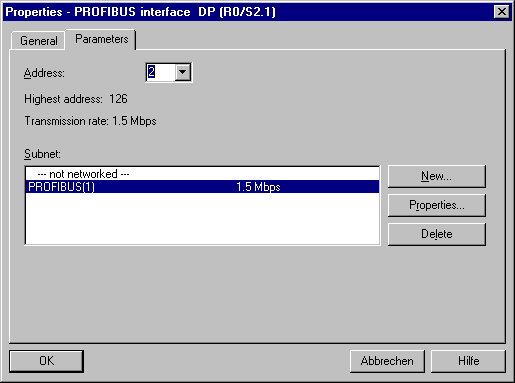 Properties - PROFIBUS interface  DP (R0/S2.1)
General
Parameters
Address:
2
Highest address:  126
Transmission rate: 1.5 Mbps
Subnet:
--- not networked ---
PROFIBUS(1) 1.5 Mbps
New...
Properties...
Delete
OK
Abbrechen
Hilfe